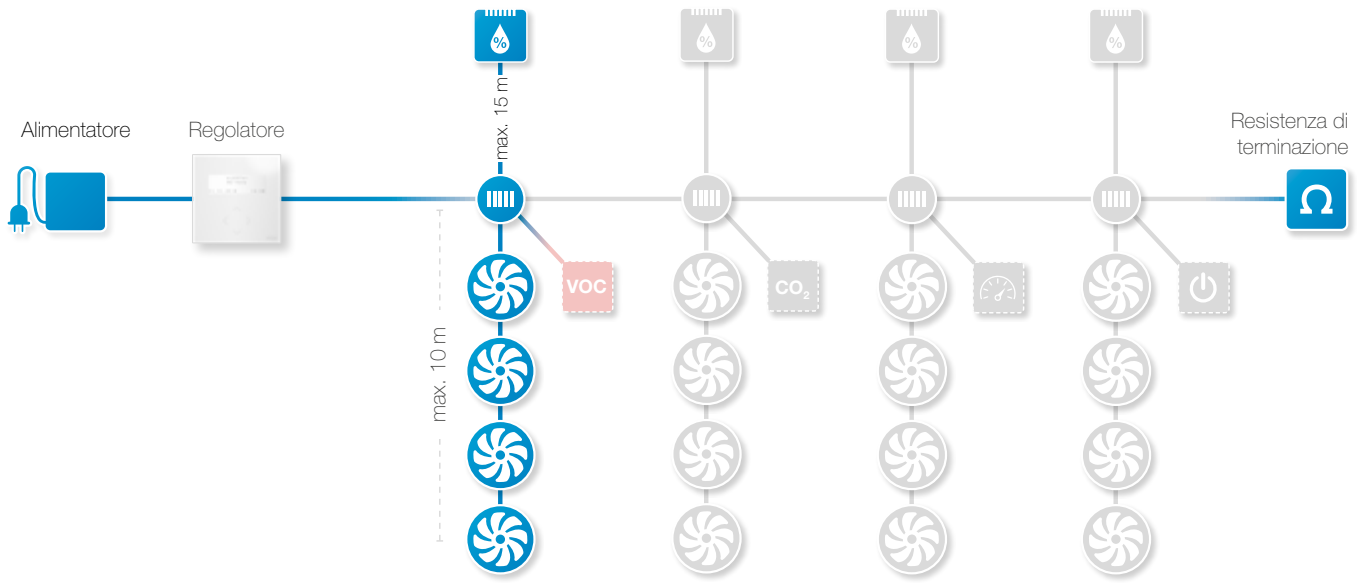 %
%
%
%
max. 15 m
Alimentatore
Regolatore
Resistenza di
terminazione
Ω
VOC
CO₂
max. 10 m